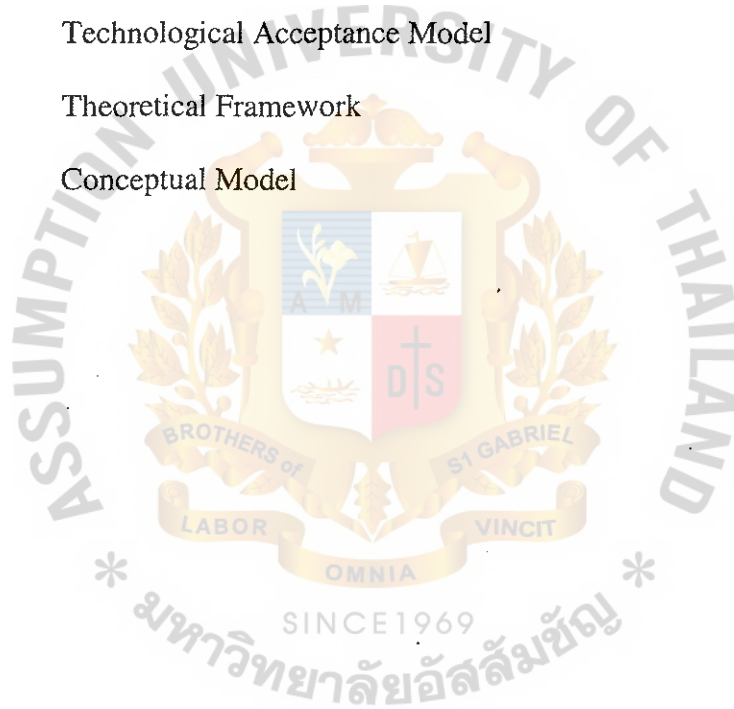 Technological Acceptance Model
Theoretical Framework
Conceptual Model
ASSUMPTION UNIVERSITY OF THAILAND
A M
D S
BROTHERS of S1 GABRIEL
LABOR OMNIA VINCIT
SINCE1969
* มหาวิทยาลัยอัสสัมชัญ *